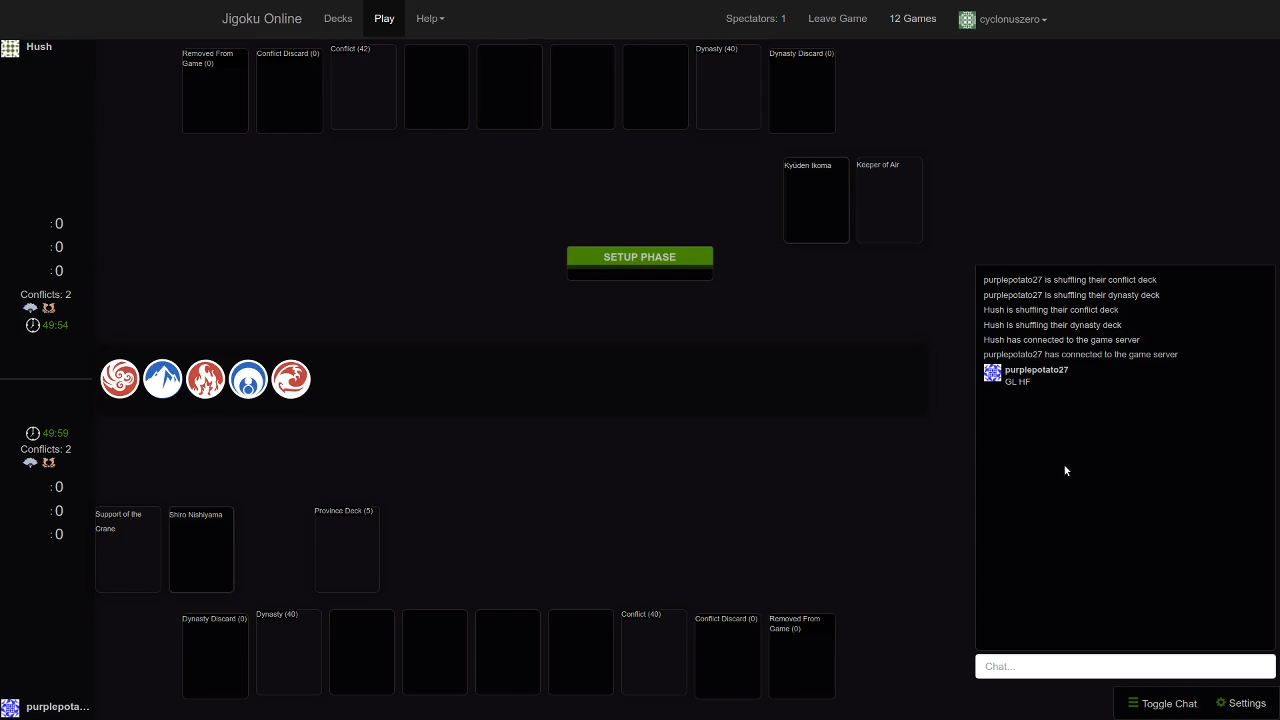 Jigoku Online
Decks
Play
Help
Spectators: 1
Leave Game
12 Games
cyclonuszero
Hush
Removed From
Game (0)
Conflict Discard (0)
Conflict (42)
Dynasty (40)
Dynasty Discard (0)
Kyūden Ikoma
Keeper of Air
:0
:0
:0
Conflicts: 2
49:54
SETUP PHASE
purplepotato27 is shuffling their conflict deck
purplepotato27 is shuffling their dynasty deck
Hush is shuffling their conflict deck
Hush is shuffling their dynasty deck
Hush has connected to the game server
purplepotato27 has connected to the game server
purplepotato27
GL HF
49:59
Conflicts: 2
:0
:0
:0
Support of the
Crane
Shiro Nishiyama
Province Deck (5)
Dynasty Discard (0)
Dynasty (40)
Conflict (40)
Conflict Discard (0)
Removed From
Game (0)
Chat...
purplepota...
Toggle Chat
Settings